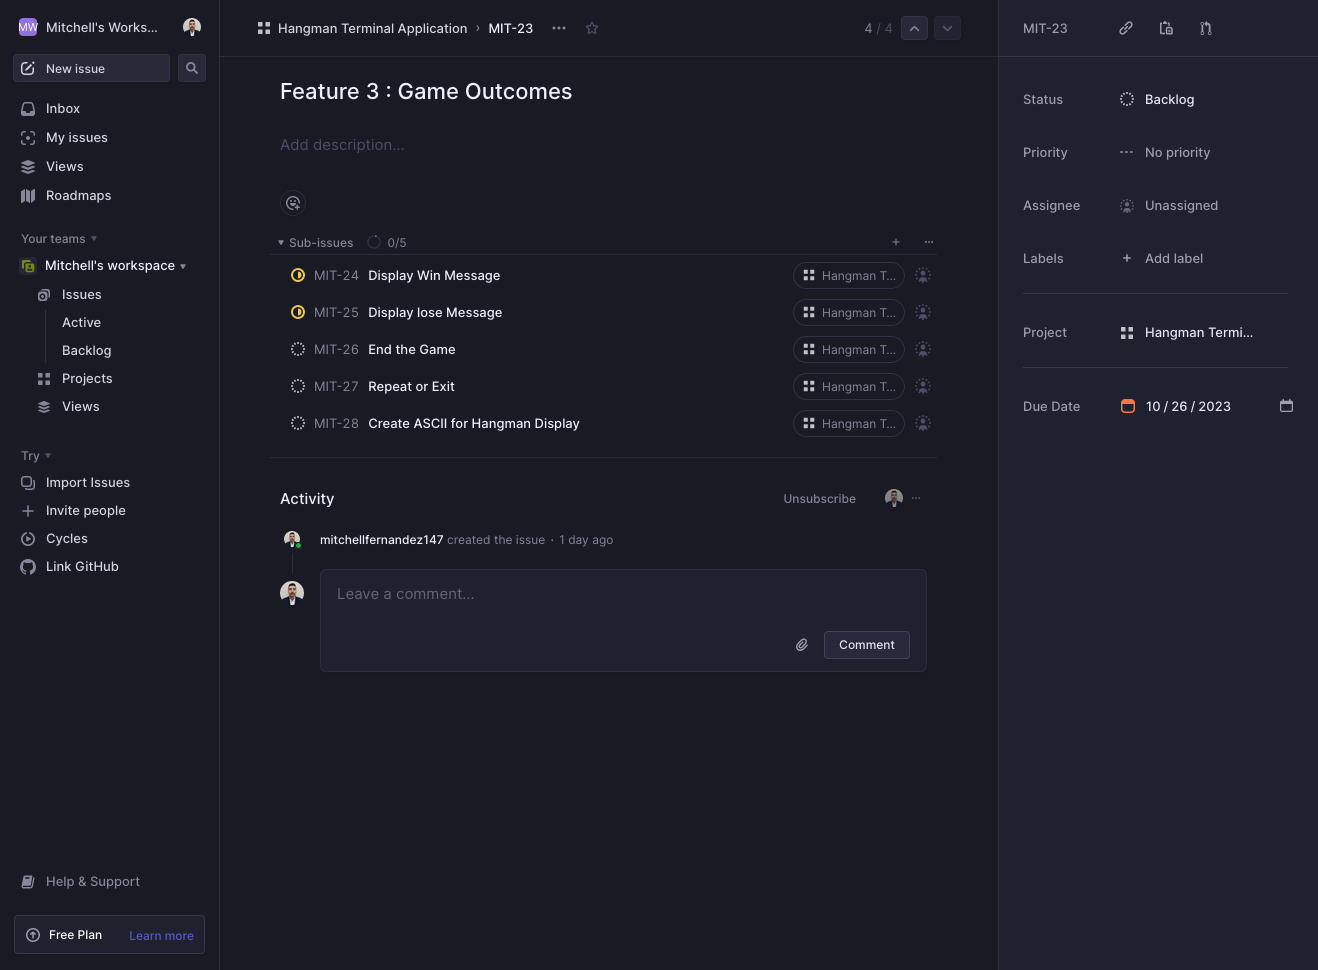 MW Mitchell's Works...
New issue
Inbox
My issues
Views
Roadmaps
Your teams
Mitchell's workspace
Issues
Active
Backlog
Projects
Views
Try
Import Issues
Invite people
Cycles
Link GitHub
Help & Support
Free Plan Learn more
Hangman Terminal Application › MIT-23 ··· 4 / 4
Feature 3 : Game Outcomes
Add description...
Sub-issues 0/5
MIT-24 Display Win Message Hangman T...
MIT-25 Display lose Message Hangman T...
MIT-26 End the Game Hangman T...
MIT-27 Repeat or Exit Hangman T...
MIT-28 Create ASCII for Hangman Display Hangman T...
Activity Unsubscribe
mitchellfernandez147 created the issue · 1 day ago
Leave a comment...
Comment
MIT-23
Status Backlog
Priority No priority
Assignee Unassigned
Labels + Add label
Project Hangman Termi...
Due Date 10 / 26 / 2023